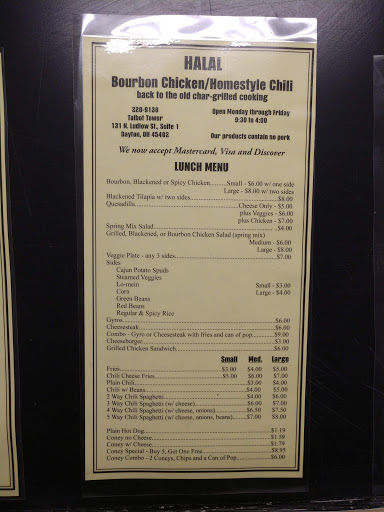 HALAL
Bourbon Chicken/Homestyle Chili
back to the old char-grilled cooking
220-9130 Open Monday through Friday
Talbot Tower 9:30 to 4:00
131 N. Ludlow St., Suite 1
Dayton, OH 45402 Our products contain no pork
We now accept Mastercard, Visa and Discover
LUNCH MENU
Bourbon, Blackened or Spicy Chicken..........Small - $6.00 w/ one side
Large - $8.00 w/ two sides
Blackened Tilapia w/ two sides..........$8.00
Quesadilla..........Cheese Only - $5.00
plus Veggies - $6.00
plus Chicken - $7.00
Spring Mix Salad..........$4.00
Grilled, Blackened, or Bourbon Chicken Salad (spring mix)
Medium - $6.00
Large - $8.00
Veggie Plate - any 3 sides..........$7.00
Sides
Cajun Potato Spuds
Steamed Veggies
Lo-mein Small - $3.00
Corn Large - $4.00
Green Beans
Red Beans
Regular & Spicy Rice
Gyros..........$6.00
Cheesesteak..........$6.00
Combo - Gyro or Cheesesteak with fries and can of pop..........$9.00
Cheeseburger..........$3.00
Grilled Chicken Sandwich..........$6.00
Small Med. Large
Fries..........$3.00 $4.00 $5.00
Chili Cheese Fries..........$5.00 $6.00 $7.00
Plain Chili..........$3.00 $4.00
Chili w/ Beans..........$4.00 $5.00
2 Way Chili Spaghetti..........$4.00 $6.00
3 Way Chili Spaghetti (w/ cheese)..........$6.00 $7.00
4 Way Chili Spaghetti (w/ cheese, onions)..........$6.50 $7.50
5 Way Chili Spaghetti (w/ cheese, onions, beans)..........$7.00 $8.00
Plain Hot Dog..........$1.19
Coney no Cheese..........$1.59
Coney w/ Cheese..........$1.79
Coney Special - Buy 5, Get One Free..........$8.95
Coney Combo - 2 Coneys, Chips and a Can of Pop..........$6.00